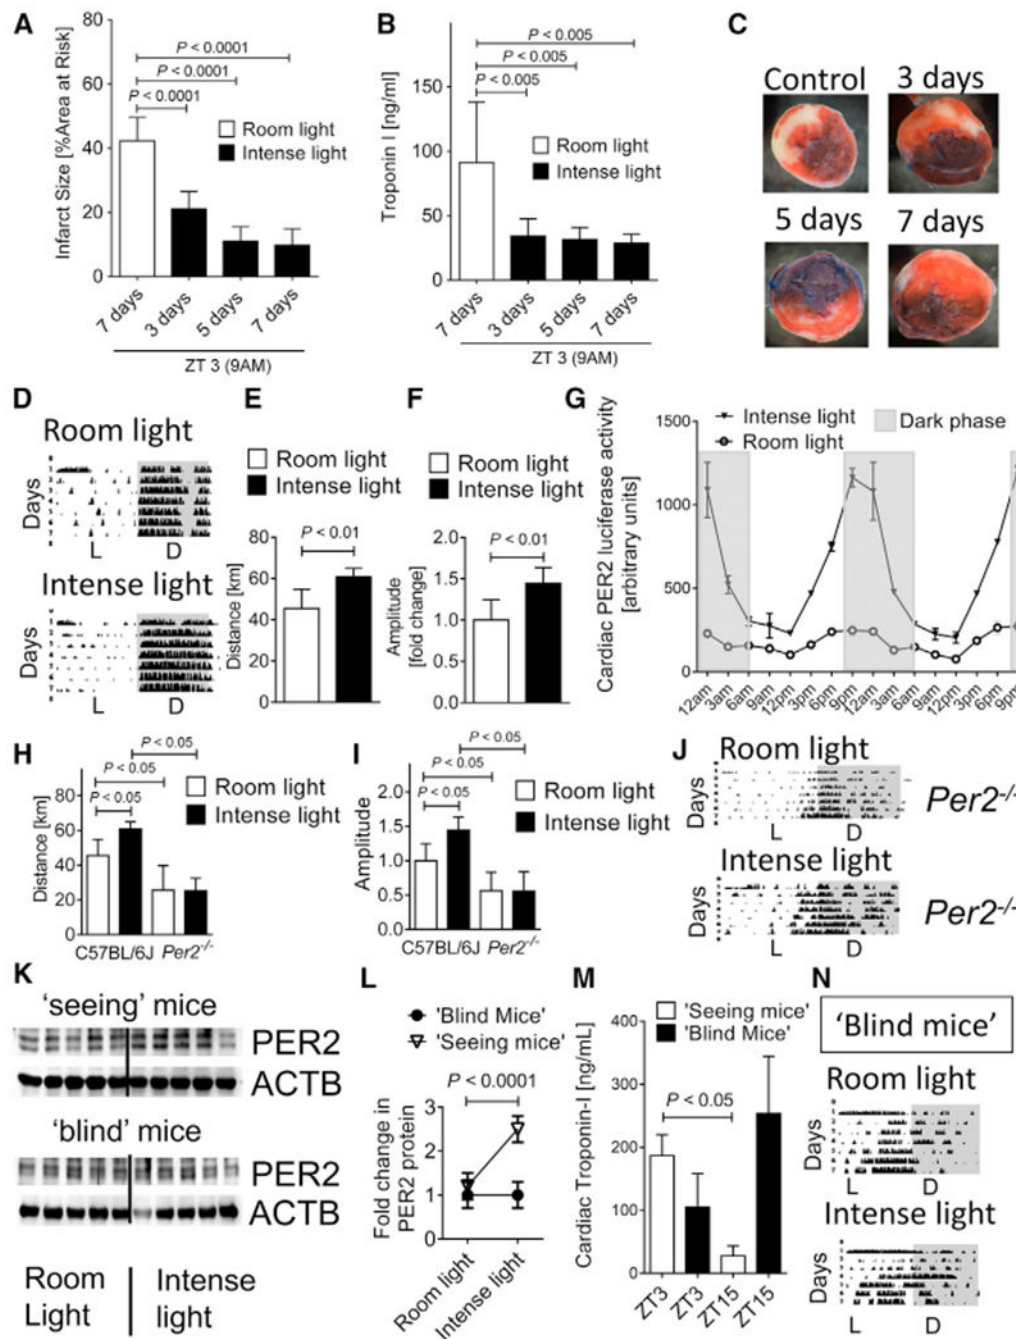 A
80
60
40
20
0
Infarct Size [%Area at Risk]
P < 0.0001
P < 0.0001
P < 0.0001
Room light
Intense light
7 days
3 days
5 days
7 days
ZT 3 (9AM)
B
150
100
50
0
Troponin I [ng/ml]
P < 0.005
P < 0.005
P < 0.005
Room light
Intense light
7 days
3 days
5 days
7 days
ZT 3 (9AM)
C
Control
3 days
5 days
7 days
D
Room light
Days
L
D
Intense light
Days
L
D
E
Room light
Intense light
P < 0.01
80
60
40
20
0
Distance [km]
F
Room light
Intense light
P < 0.01
2.0
1.5
1.0
0.5
0.0
Amplitude
[fold change]
G
Intense light
Room light
Dark phase
1500
1000
500
0
Cardiac PER2 luciferase activity
[arbitrary units]
12am
3am
6am
9am
12pm
3pm
6pm
9pm
12am
3am
6am
9am
12pm
3pm
6pm
9pm
H
P < 0.05
P < 0.05
P < 0.05
Room light
Intense light
80
60
40
20
0
Distance [km]
C57BL/6J
Per2-/-
I
P < 0.05
P < 0.05
P < 0.05
Room light
Intense light
2.0
1.5
1.0
0.5
0.0
Amplitude
C57BL/6J
Per2-/-
J
Room light
Days
L
D
Per2-/-
Intense light
Days
L
D
Per2-/-
K
'seeing' mice
PER2
ACTB
'blind' mice
PER2
ACTB
Room
Light
Intense
light
L
'Blind Mice'
'Seeing mice'
P < 0.0001
3
2
1
0
Fold change in
PER2 protein
Room light
Intense light
M
'Seeing mice'
'Blind Mice'
400
300
200
100
0
Cardiac Troponin-I [ng/mL]
P < 0.05
ZT3
ZT3
ZT15
ZT15
N
'Blind mice'
Room light
Days
L
D
Intense light
Days
L
D